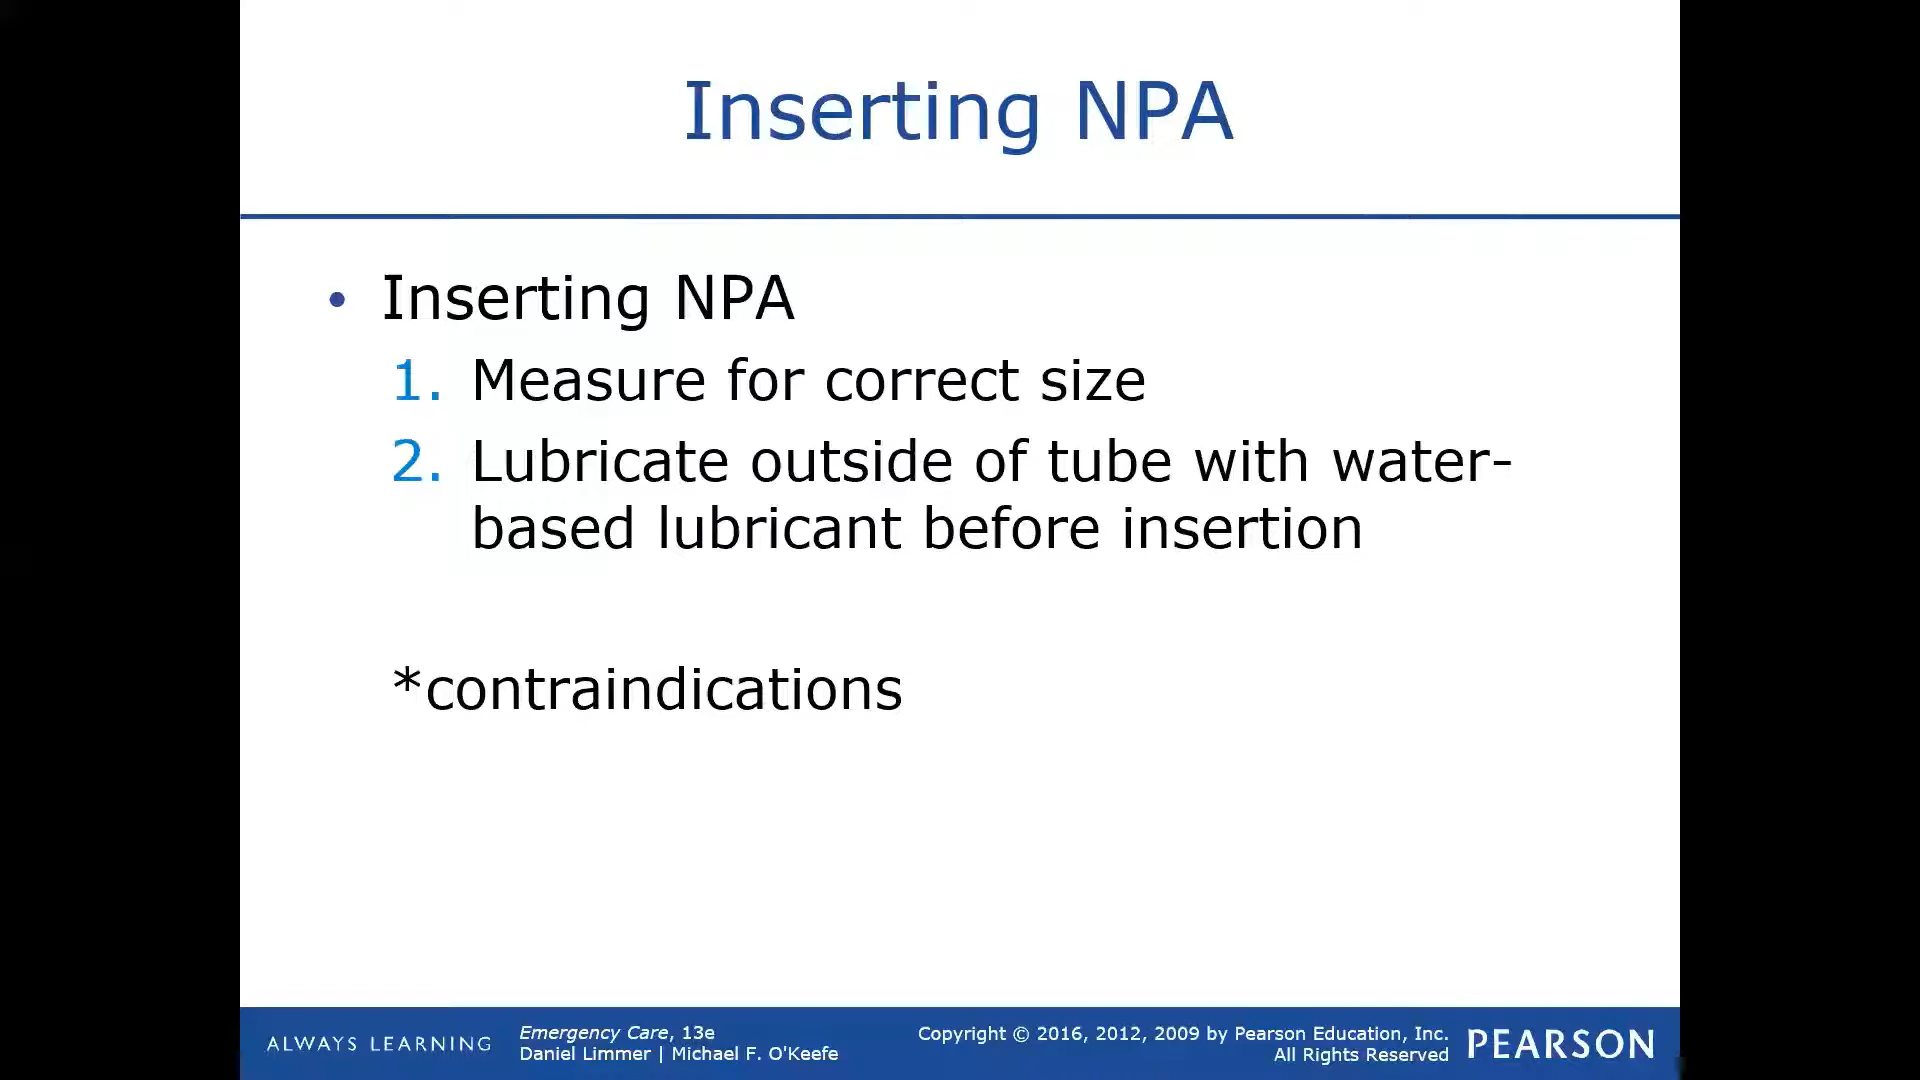 Inserting NPA
• Inserting NPA
1. Measure for correct size
2. Lubricate outside of tube with water-
based lubricant before insertion
*contraindications
ALWAYS LEARNING
Emergency Care, 13e
Daniel Limmer | Michael F. O'Keefe
Copyright © 2016, 2012, 2009 by Pearson Education, Inc.
All Rights Reserved
PEARSON